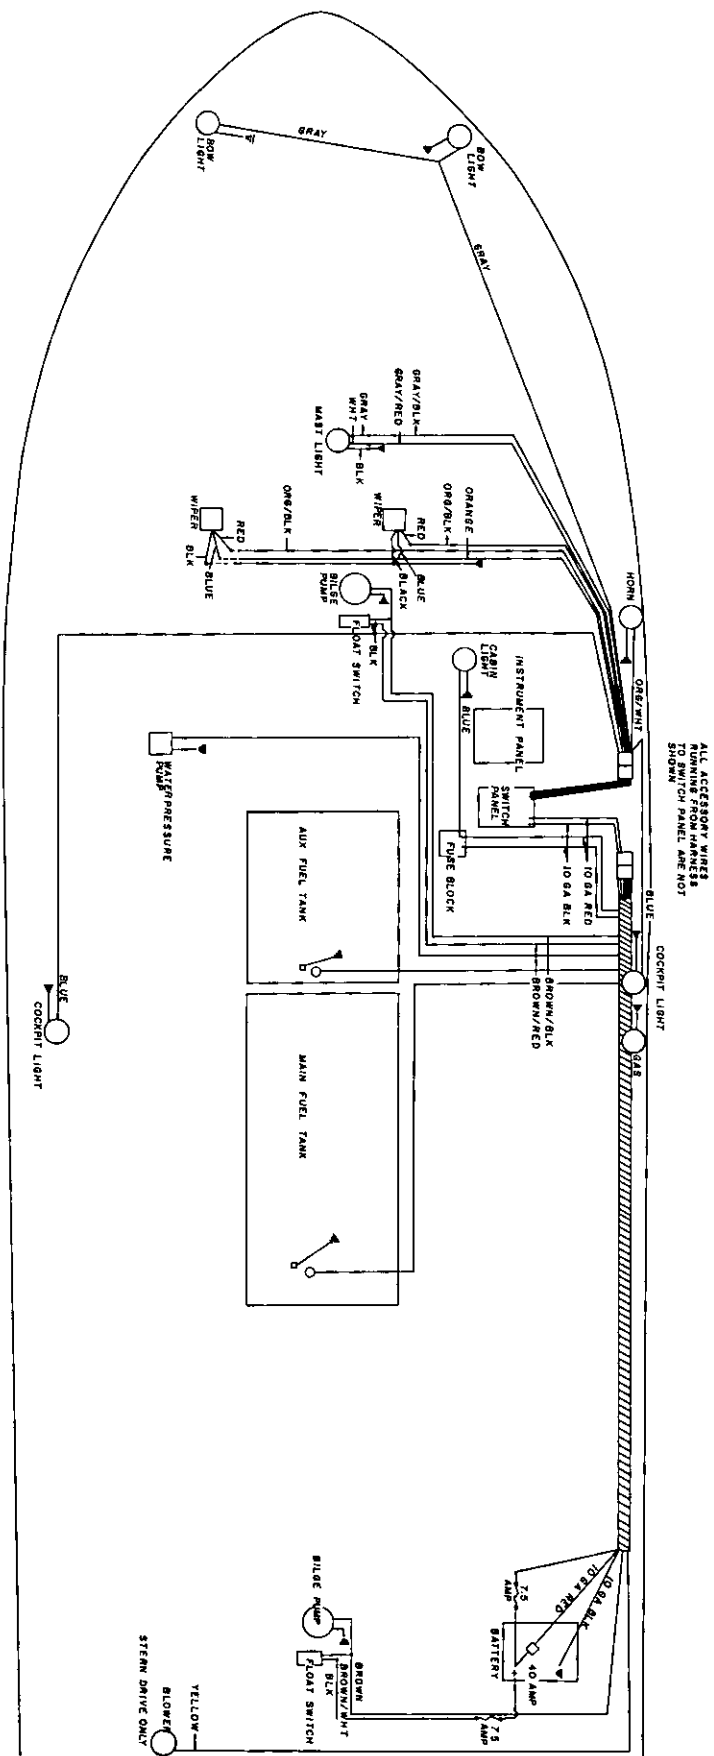 GRAY
BOW
LIGHT
BOW
LIGHT
GRAY
GRAY/BLK
GRAY/RED
GRAY
WHT
MAST LIGHT
BLK
ORANGE
ORG/BLK
ORG/BLK
RED
WIPER
RED
WIPER
BLUE
BLACK
BLK
BLUE
BILGE
PUMP
BLK
FLOAT SWITCH
HORN
ORG/WHT
ALL ACCESSORY WIRES
RUNNING FROM HARNESS
TO SWITCH PANEL ARE NOT
SHOWN
CABIN
LIGHT
BLUE
INSTRUMENT PANEL
SWITCH
PANEL
FUSE BLOCK
10 GA RED
10 GA BLK
WATERPRESSURE
PUMP
BLUE
COCKPIT LIGHT
GAS
BROWN/BLK
BROWN/RED
AUX FUEL TANK
MAIN FUEL TANK
BLUE
COCKPIT LIGHT
10 GA BLK
10 GA RED
7.5
AMP
BATTERY
40 AMP
+
7.5
AMP
BILGE PUMP
BROWN
BROWN/WHT
BLK
FLOAT SWITCH
YELLOW
BLOWER
STERN DRIVE ONLY